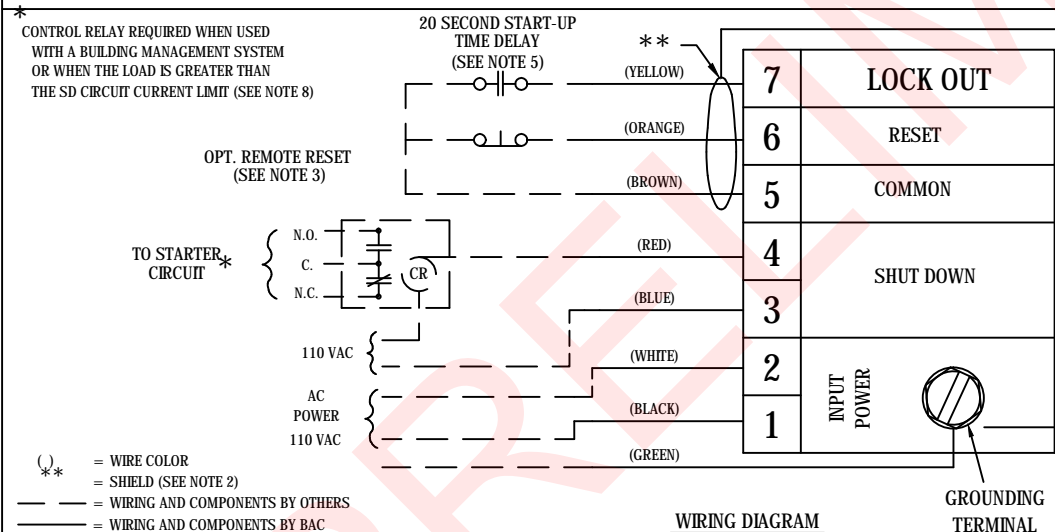 *
CONTROL RELAY REQUIRED WHEN USED
WITH A BUILDING MANAGEMENT SYSTEM
OR WHEN THE LOAD IS GREATER THAN
THE SD CIRCUIT CURRENT LIMIT (SEE NOTE 8)
20 SECOND START-UP
TIME DELAY
(SEE NOTE 5)
**
(YELLOW)
7 LOCK OUT
(ORANGE)
6 RESET
OPT. REMOTE RESET
(SEE NOTE 3)
(BROWN)
5 COMMON
TO STARTER
CIRCUIT *
N.O.
C.
N.C.
CR
(RED)
4
SHUT DOWN
(BLUE)
3
110 VAC
(WHITE)
2
AC
POWER
110 VAC
(BLACK)
1
INPUT
POWER
(GREEN)
GROUNDING
TERMINAL
( ) = WIRE COLOR
** = SHIELD (SEE NOTE 2)
= WIRING AND COMPONENTS BY OTHERS
= WIRING AND COMPONENTS BY BAC
WIRING DIAGRAM
PRELIM